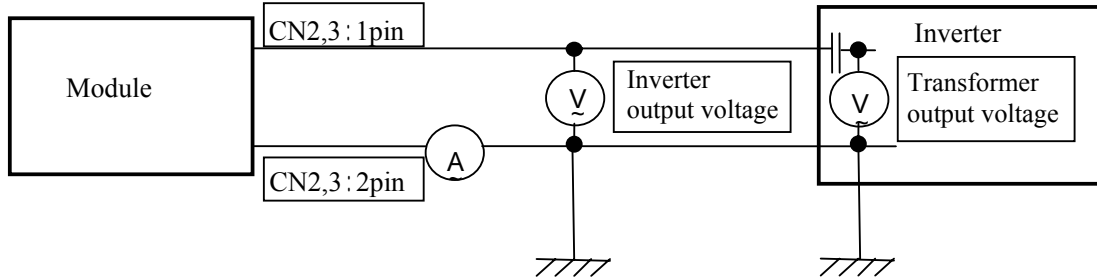 CN2,3 : 1pin
Inverter
Module
Inverter
output voltage
V
~
V
~
Transformer
output voltage
A
~
CN2,3 : 2pin